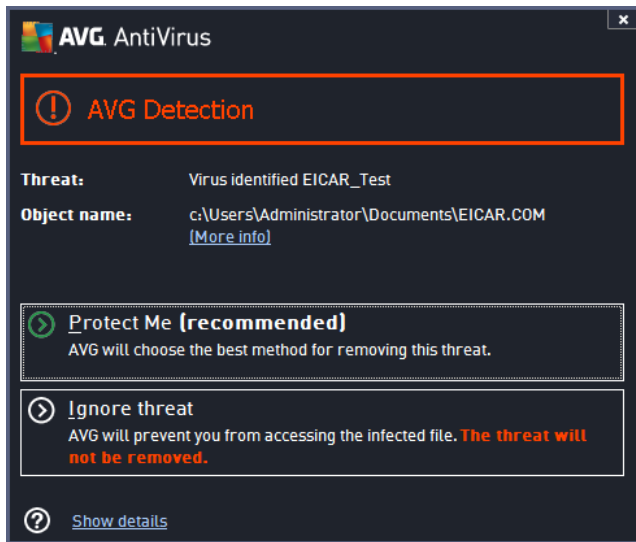 AVG. AntiVirus
AVG Detection
Threat: Virus identified EICAR_Test
Object name: c:\Users\Administrator\Documents\EICAR.COM
(More info)
Protect Me (recommended)
AVG will choose the best method for removing this threat.
Ignore threat
AVG will prevent you from accessing the infected file. The threat will
not be removed.
Show details